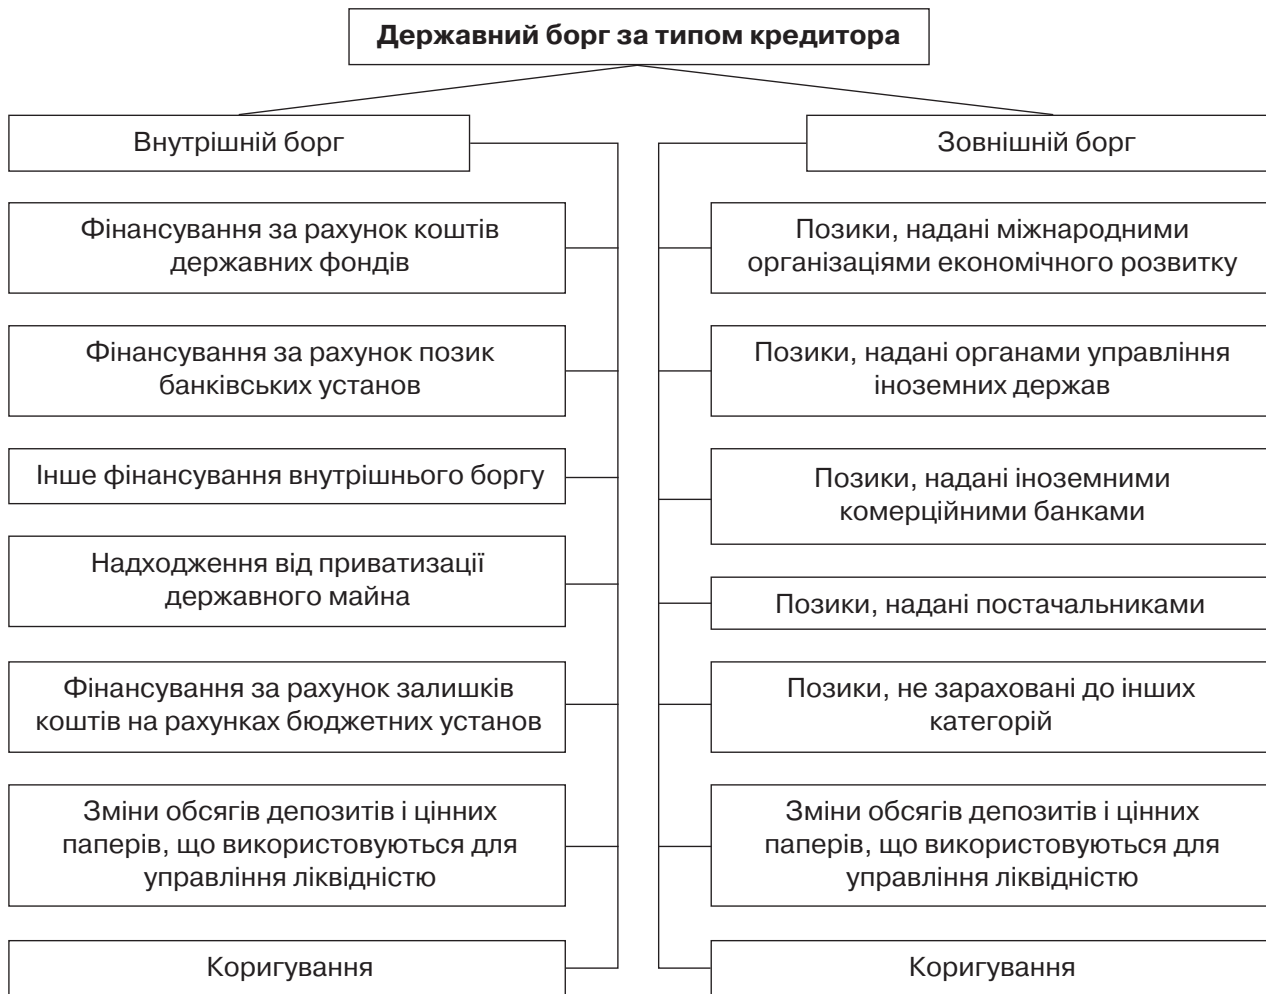 Державний борг за типом кредитора
Внутрішній борг
Фінансування за рахунок коштів
державних фондів
Фінансування за рахунок позик
банківських установ
Інше фінансування внутрішнього боргу
Надходження від приватизації
державного майна
Фінансування за рахунок залишків
коштів на рахунках бюджетних установ
Зміни обсягів депозитів і цінних
паперів, що використовуються для
управління ліквідністю
Коригування
Зовнішній борг
Позики, надані міжнародними
організаціями економічного розвитку
Позики, надані органами управління
іноземних держав
Позики, надані іноземними
комерційними банками
Позики, надані постачальниками
Позики, не зараховані до інших
категорій
Зміни обсягів депозитів і цінних
паперів, що використовуються для
управління ліквідністю
Коригування